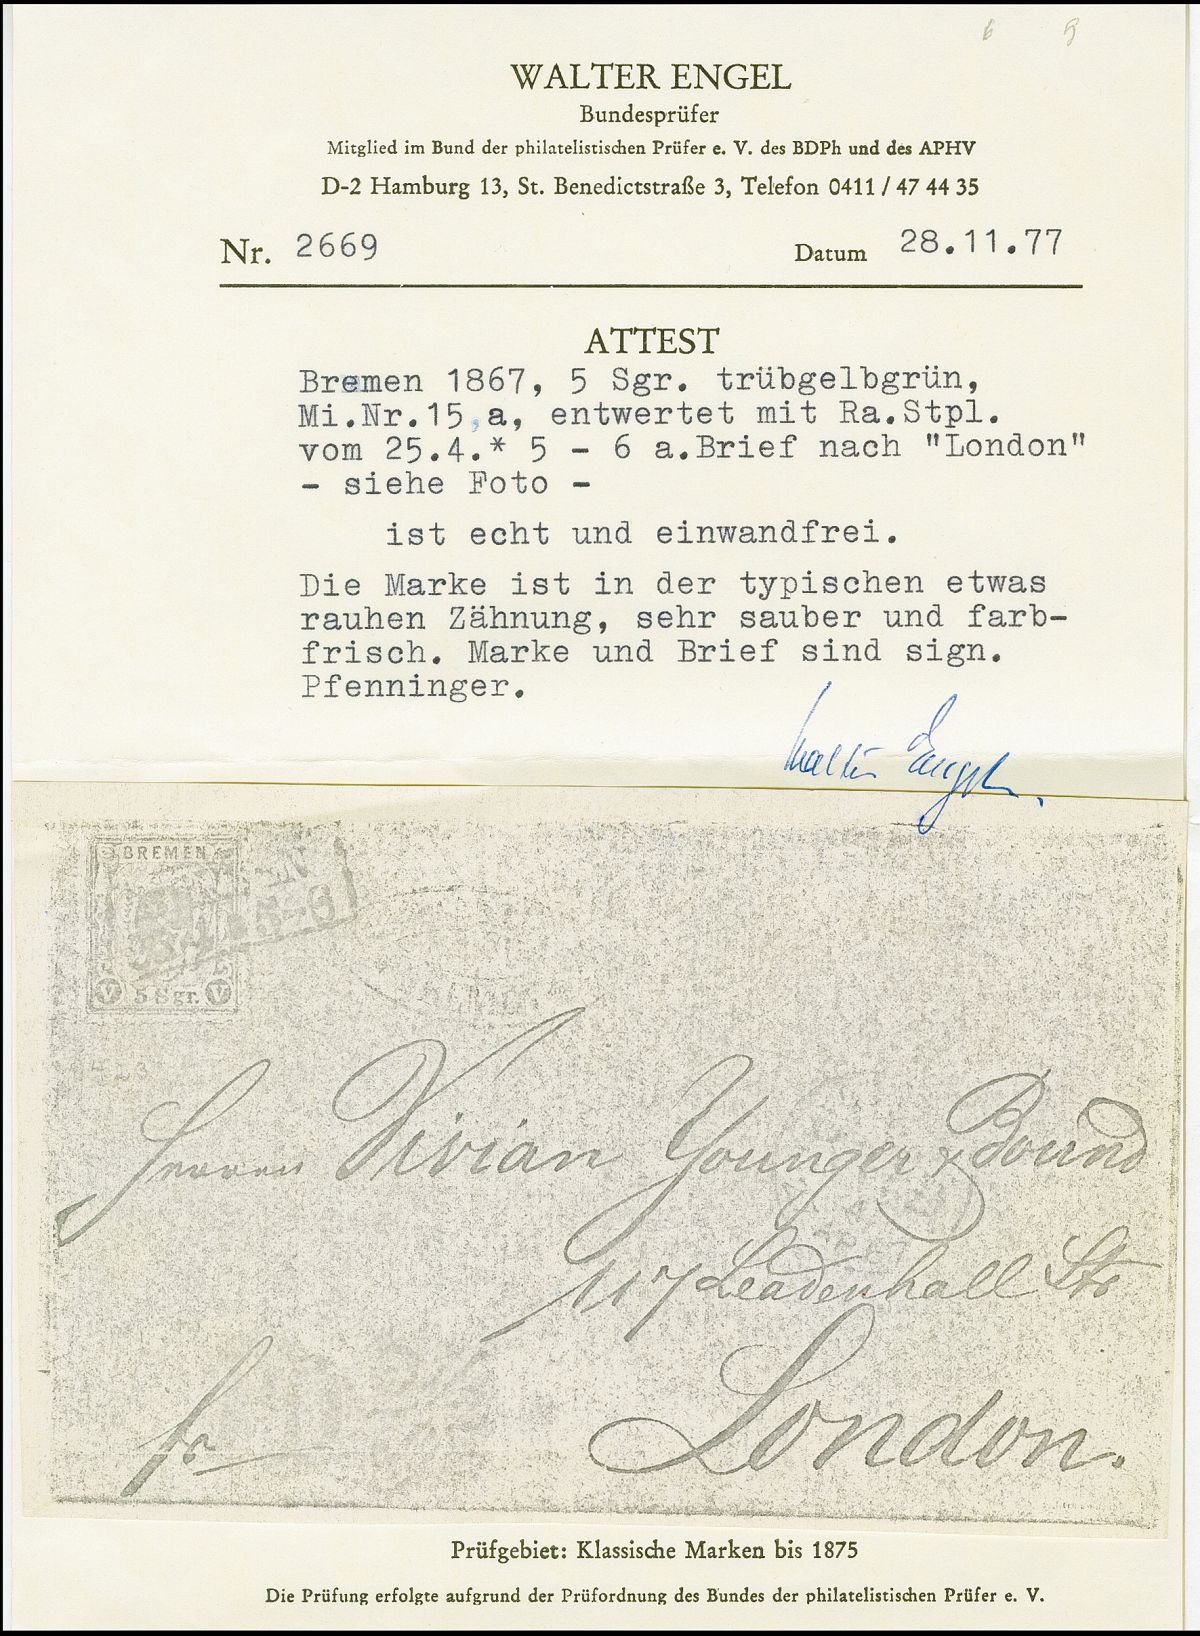 WALTER ENGEL
Bundesprüfer
Mitglied im Bund der philatelistischen Prüfer e. V. des BDPh und des APHV
D-2 Hamburg 13, St. Benedictstraße 3, Telefon 0411 / 47 44 35
Nr. 2669 Datum 28.11.77
ATTEST
Bremen 1867, 5 Sgr. trübgelbgrün,
Mi.Nr.15,a, entwertet mit Ra.Stpl.
vom 25.4.* 5 - 6 a.Brief nach "London"
- siehe Foto -
ist echt und einwandfrei.
Die Marke ist in der typischen etwas
rauhen Zähnung, sehr sauber und farb-
frisch. Marke und Brief sind sign.
Pfenninger.
Walter Engel.
BREMEN
5-6
V 5 Sgr. V
Herren Vivian Younger & Bound
117 Leadenhall Str
fr London.
Prüfgebiet: Klassische Marken bis 1875
Die Prüfung erfolgte aufgrund der Prüfordnung des Bundes der philatelistischen Prüfer e. V.